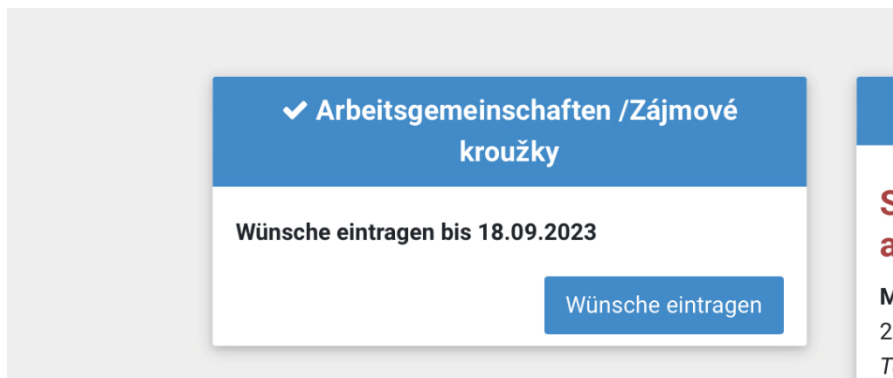 ✔ Arbeitsgemeinschaften /Zájmové
kroužky
Wünsche eintragen bis 18.09.2023
Wünsche eintragen